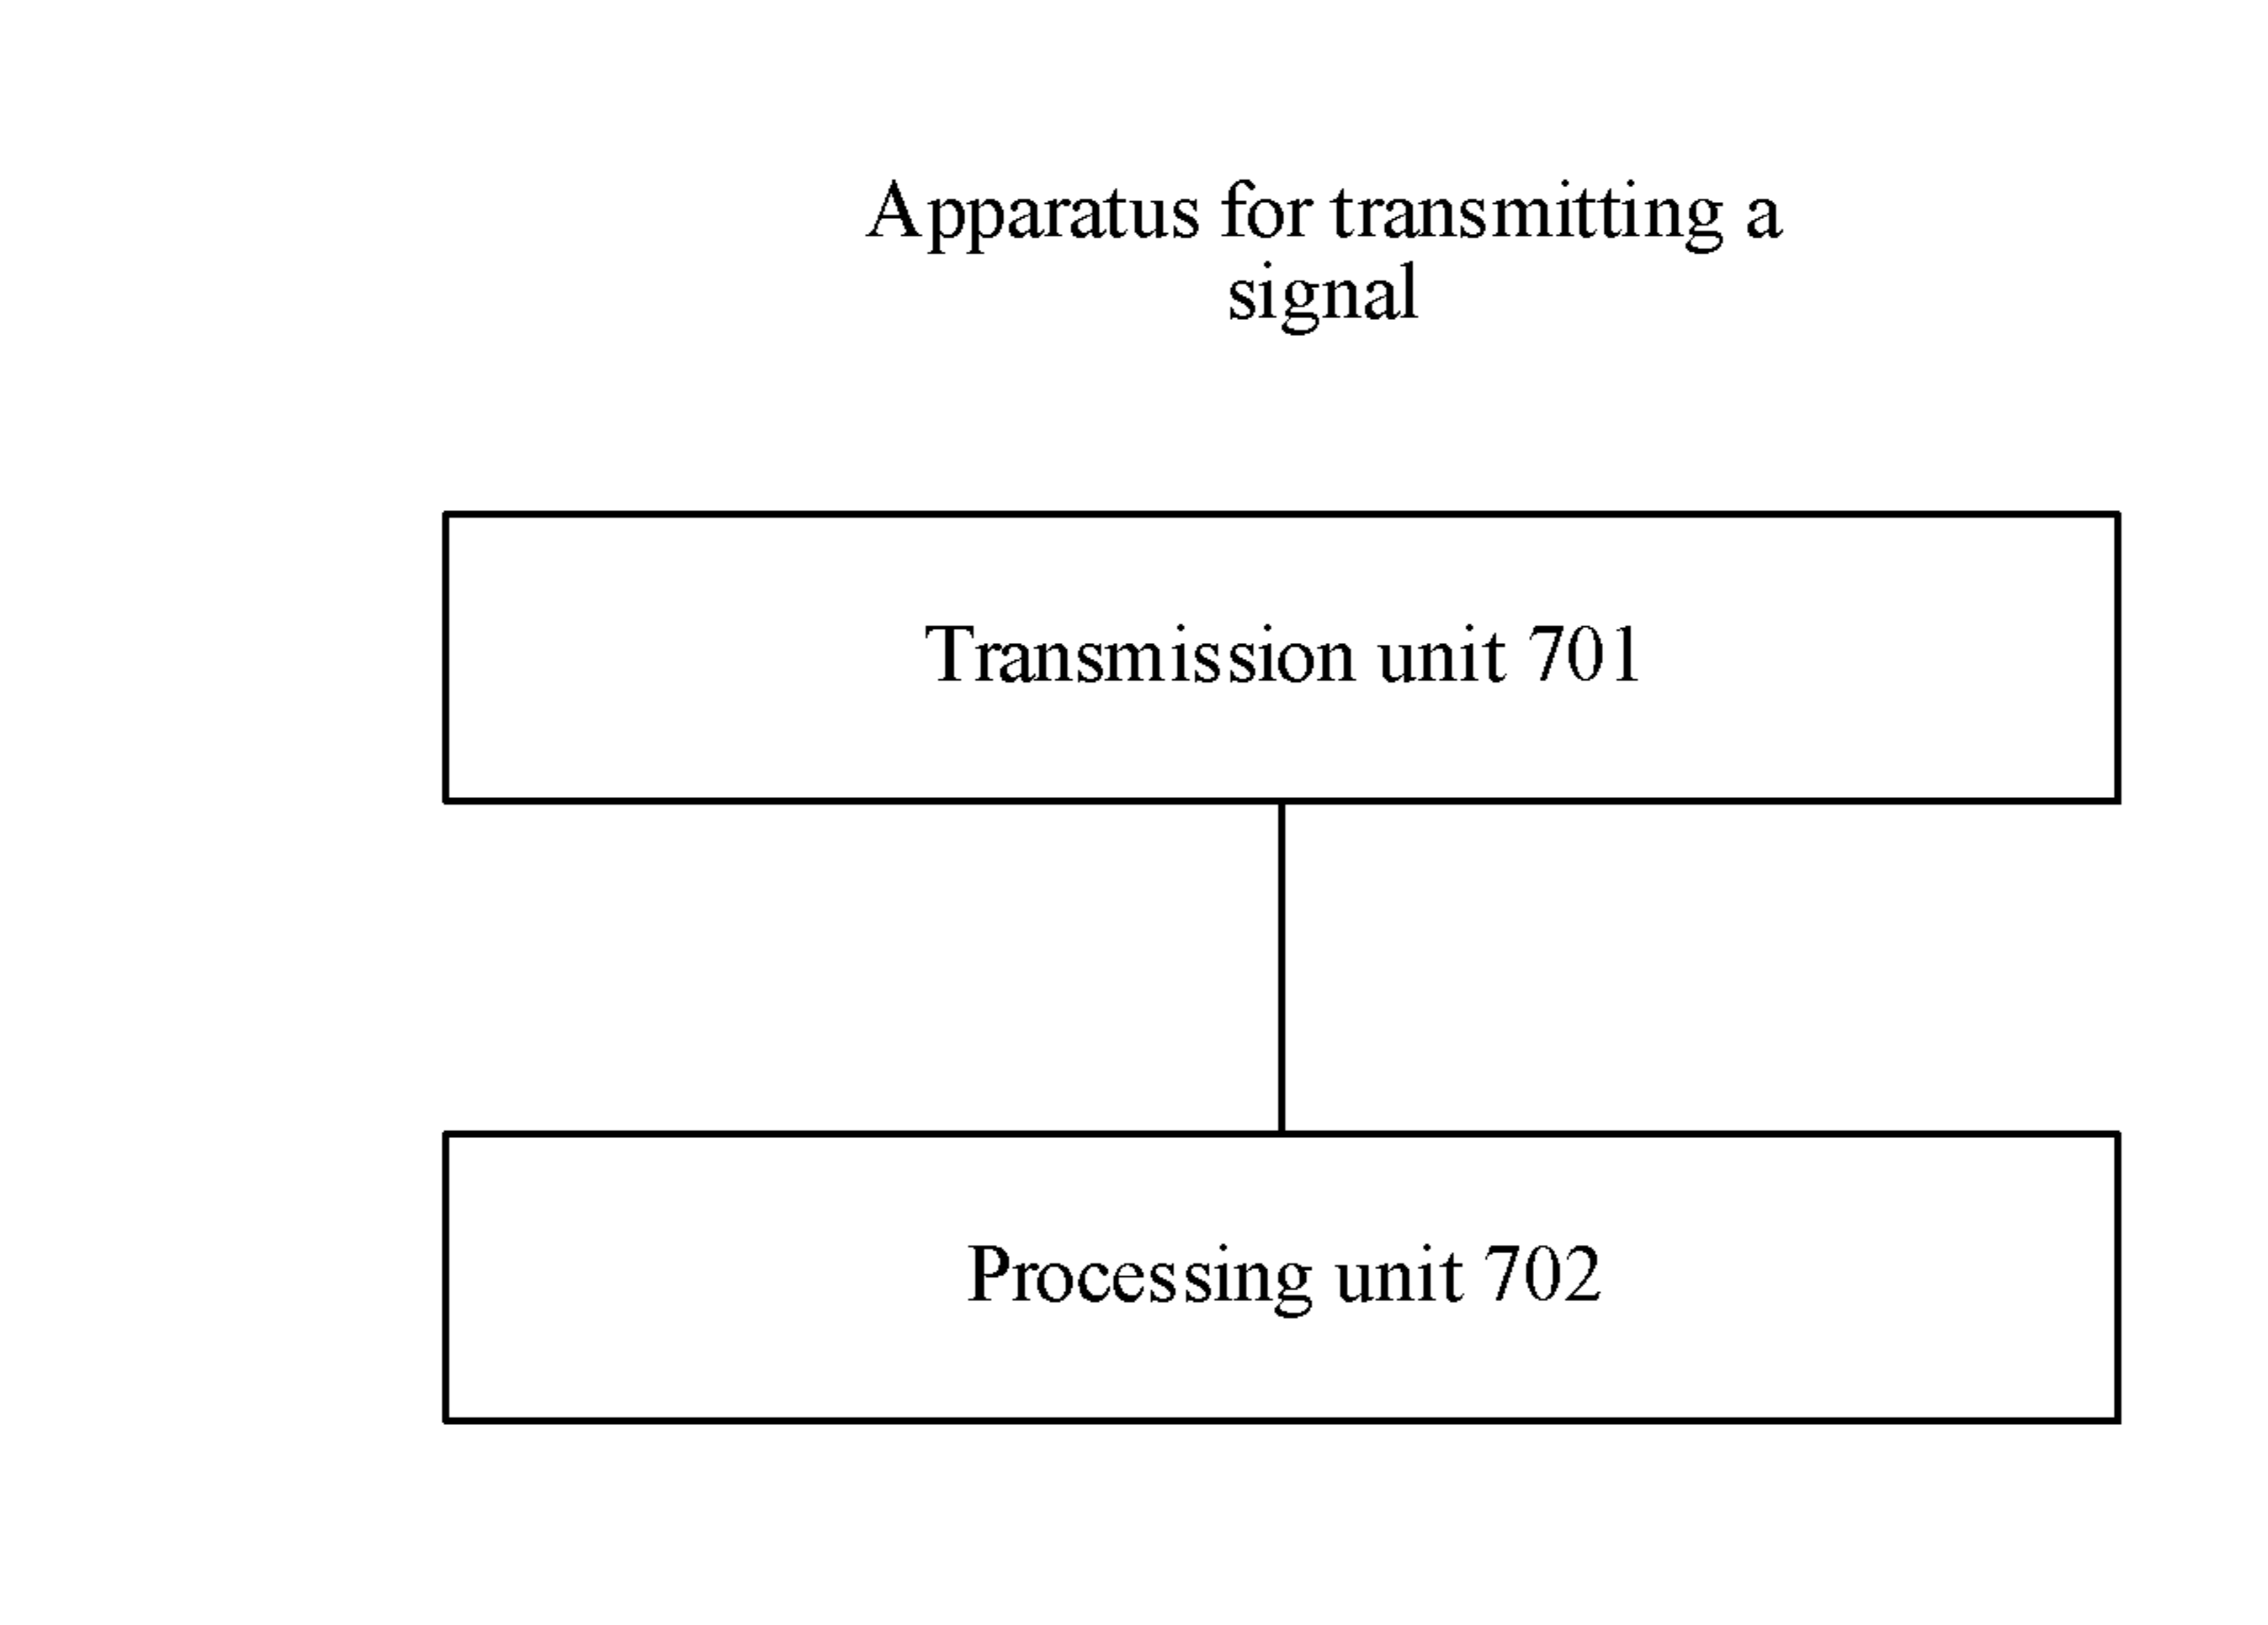 Apparatus for transmitting a
signal
Transmission unit 701
Processing unit 702